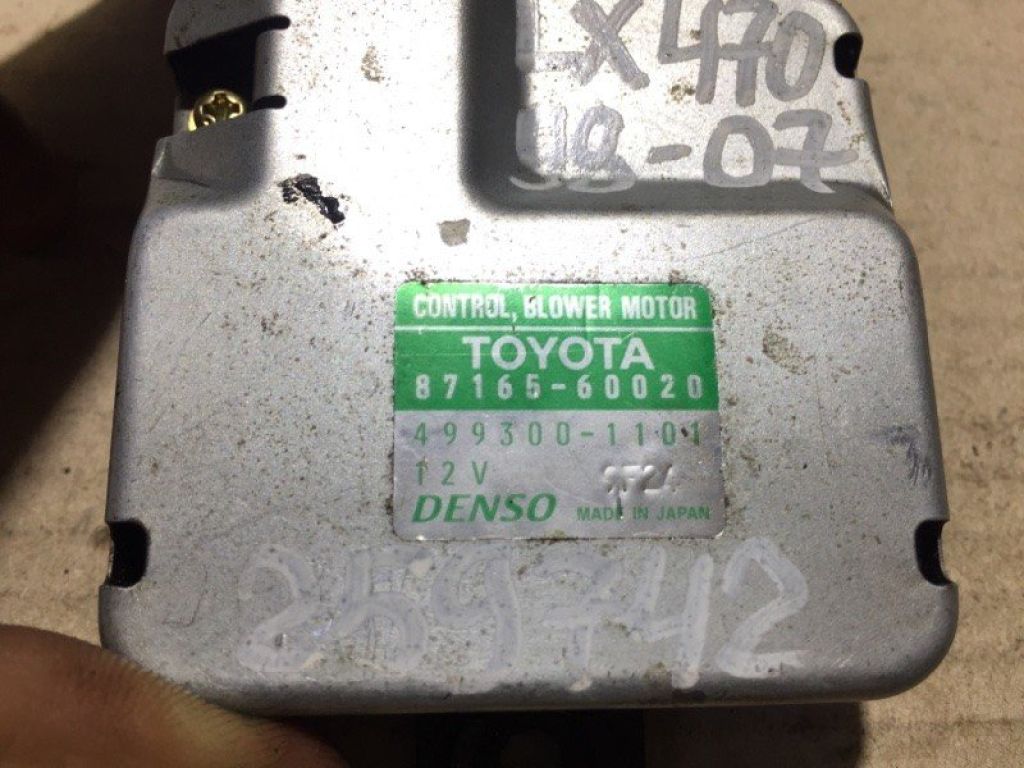 LX470
98-07
CONTROL, BLOWER MOTOR
TOYOTA
87165-60020
499300-1101
12V
DENSO MADE IN JAPAN
259742